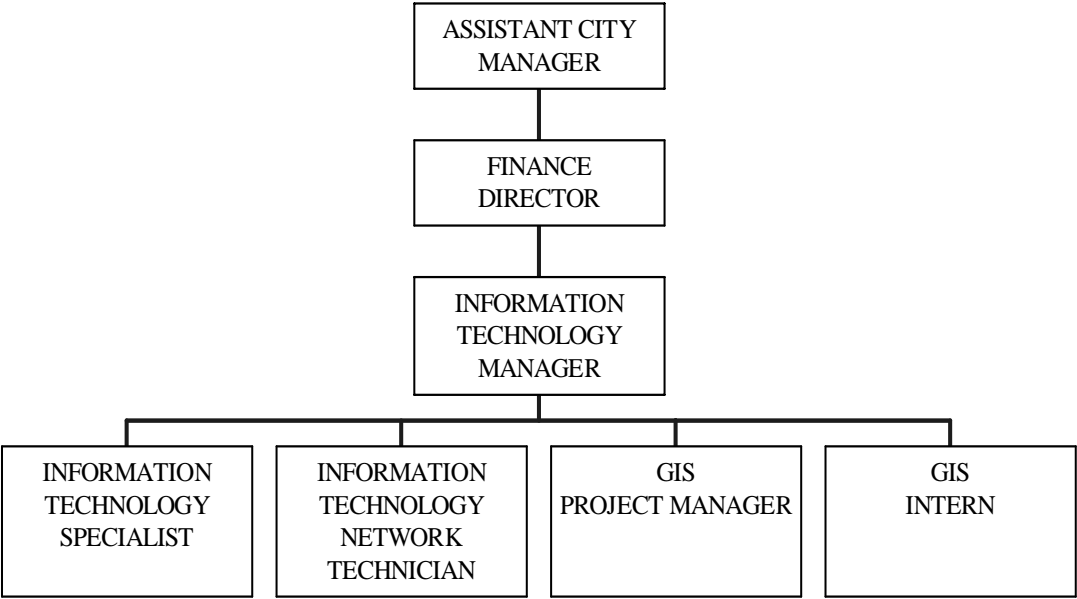 ASSISTANT CITY
MANAGER
FINANCE
DIRECTOR
INFORMATION
TECHNOLOGY
MANAGER
INFORMATION
TECHNOLOGY
SPECIALIST
INFORMATION
TECHNOLOGY
NETWORK
TECHNICIAN
GIS
PROJECT MANAGER
GIS
INTERN